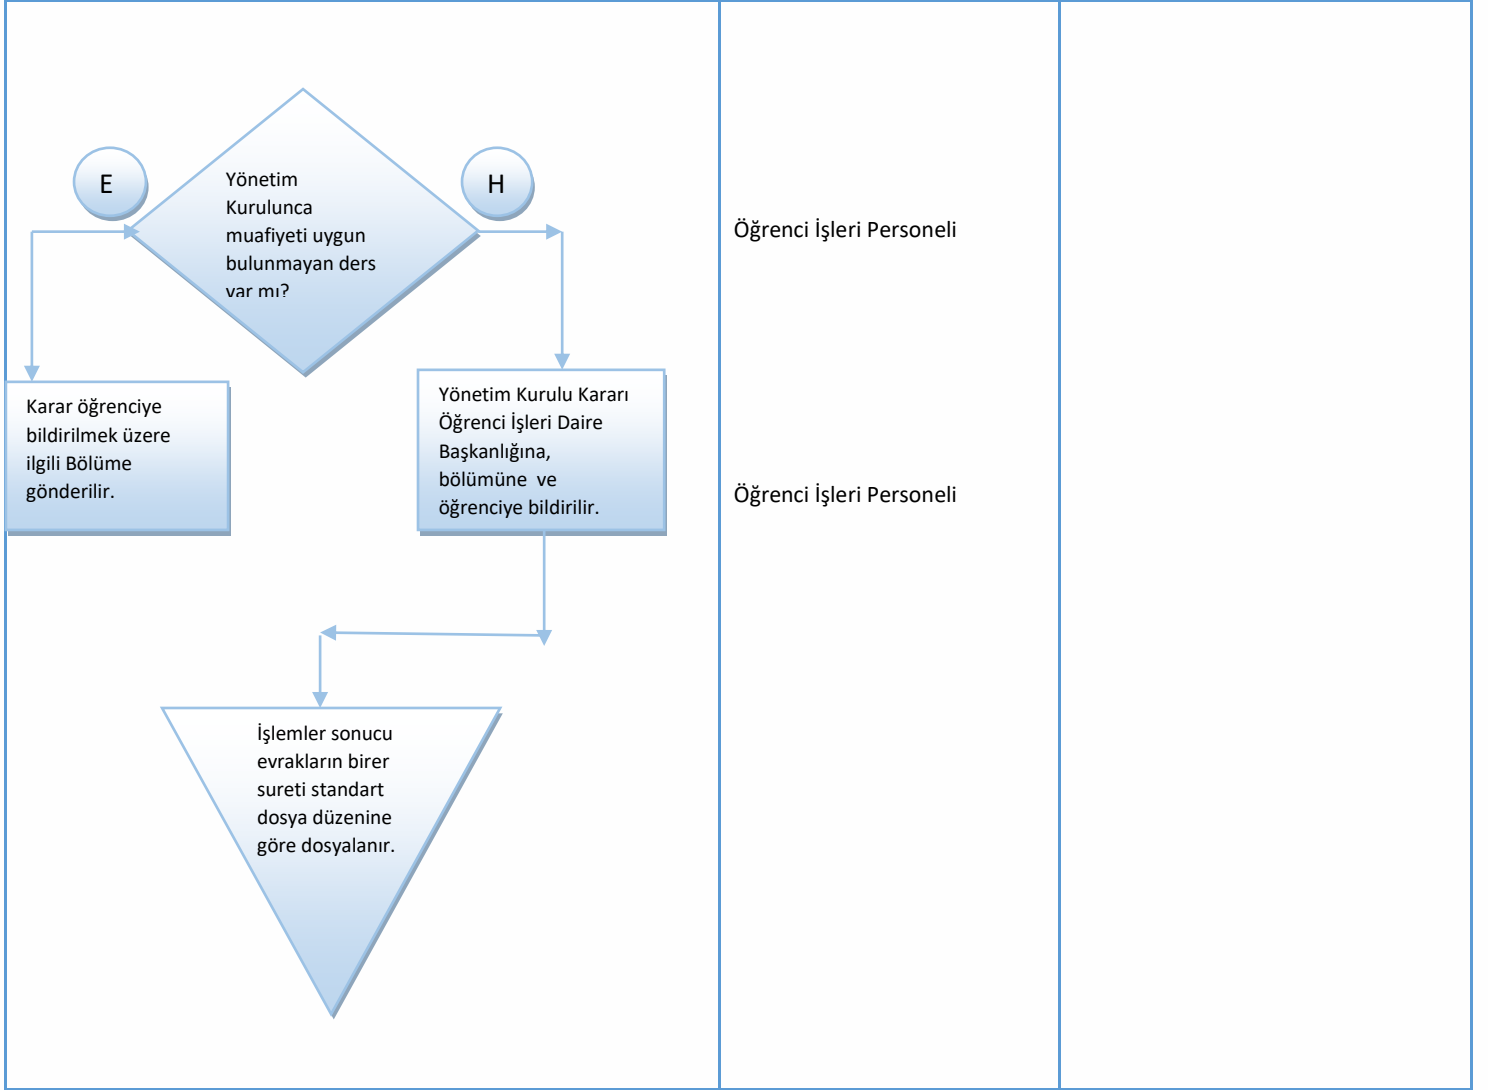 E
H
Yönetim
Kurulunca
muafiyeti uygun
bulunmayan ders
var mı?
Öğrenci İşleri Personeli
Karar öğrenciye
bildirilmek üzere
ilgili Bölüme
gönderilir.
Yönetim Kurulu Kararı
Öğrenci İşleri Daire
Başkanlığına,
bölümüne ve
öğrenciye bildirilir.
Öğrenci İşleri Personeli
İşlemler sonucu
evrakların birer
sureti standart
dosya düzenine
göre dosyalanır.